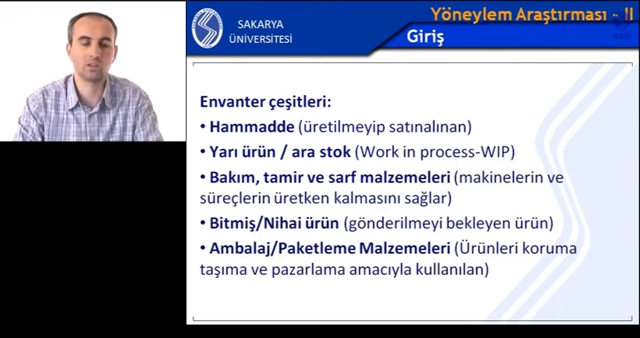 Yöneylem Araştırması - II
SAKARYA
ÜNİVERSİTESİ
Giriş
Envanter çeşitleri:
• Hammadde (üretilmeyip satınalınan)
• Yarı ürün / ara stok (Work in process-WIP)
• Bakım, tamir ve sarf malzemeleri (makinelerin ve
süreçlerin üretken kalmasını sağlar)
• Bitmiş/Nihai ürün (gönderilmeyi bekleyen ürün)
• Ambalaj/Paketleme Malzemeleri (Ürünleri koruma
taşıma ve pazarlama amacıyla kullanılan)